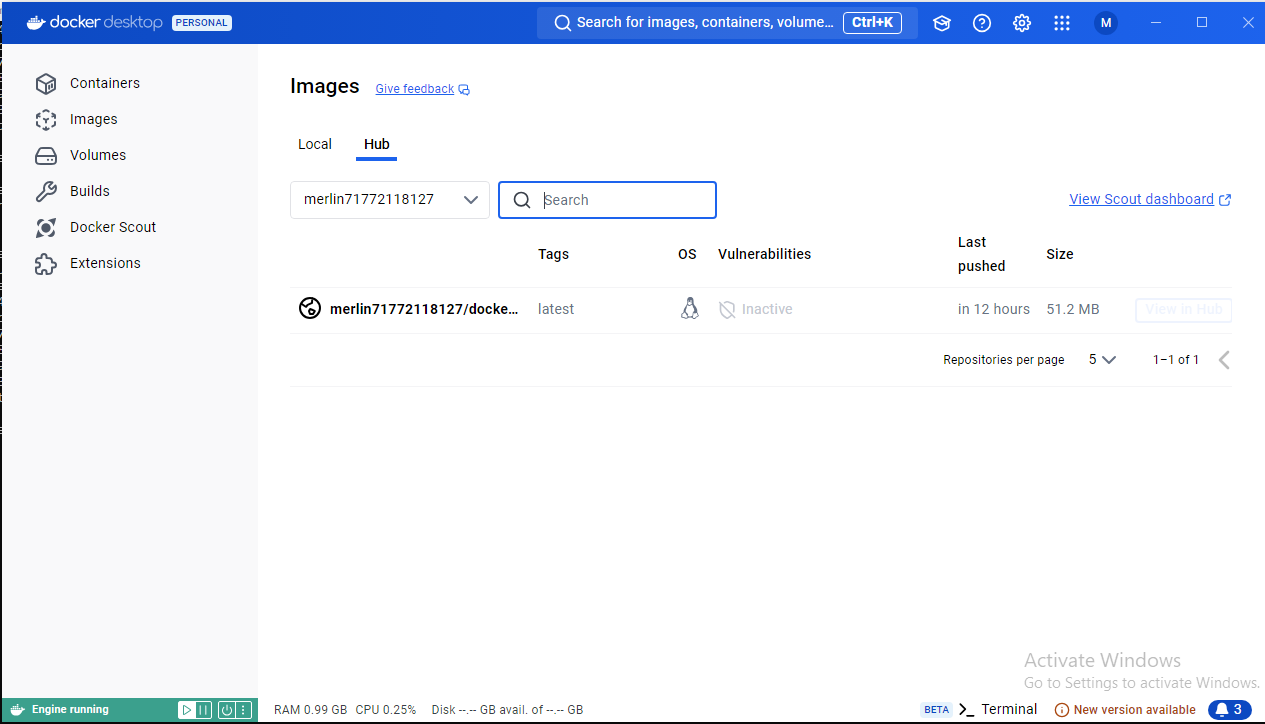 docker desktop PERSONAL
Search for images, containers, volume... Ctrl+K
M
Containers
Images
Volumes
Builds
Docker Scout
Extensions
Images Give feedback
Local Hub
merlin71772118127 Search View Scout dashboard
Tags OS Vulnerabilities Last pushed Size
merlin71772118127/docke... latest Inactive in 12 hours 51.2 MB View in Hub
Repositories per page 5 1–1 of 1
Activate Windows
Go to Settings to activate Windows.
Engine running RAM 0.99 GB CPU 0.25% Disk --.-- GB avail. of --.-- GB BETA Terminal New version available 3